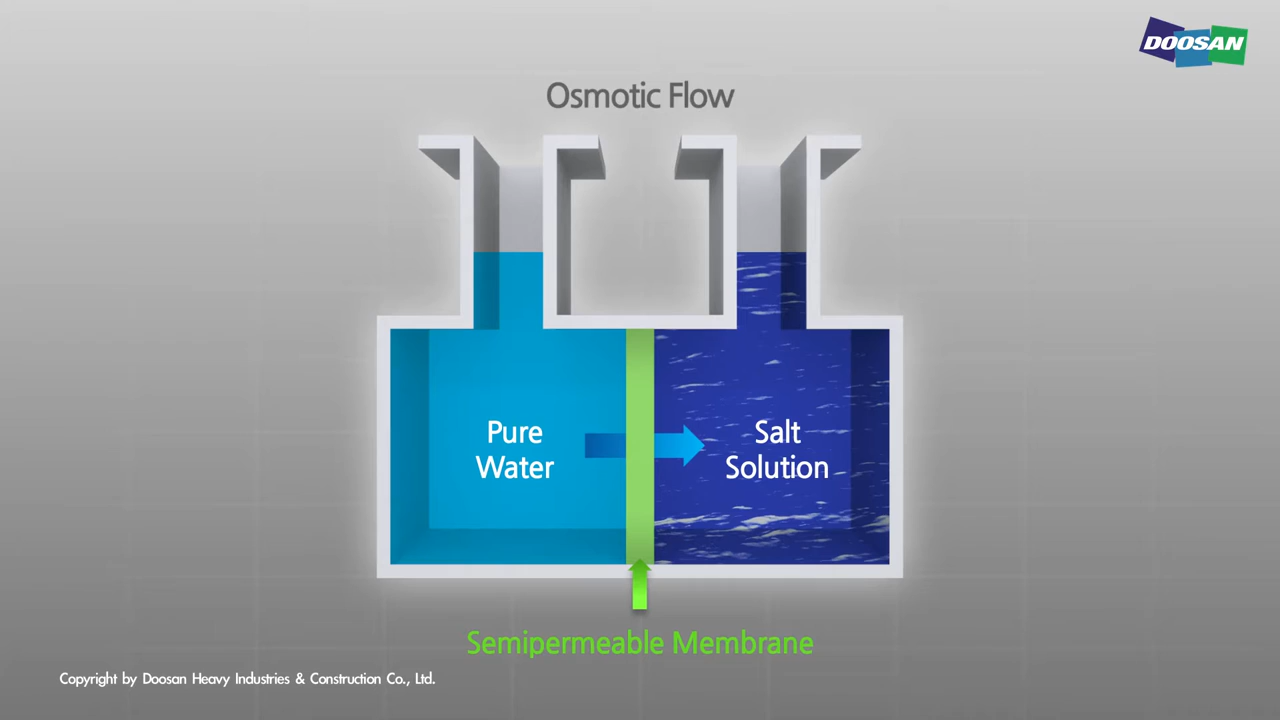 DOOSAN
Osmotic Flow
Pure
Water
Salt
Solution
Semipermeable Membrane
Copyright by Doosan Heavy Industries & Construction Co., Ltd.